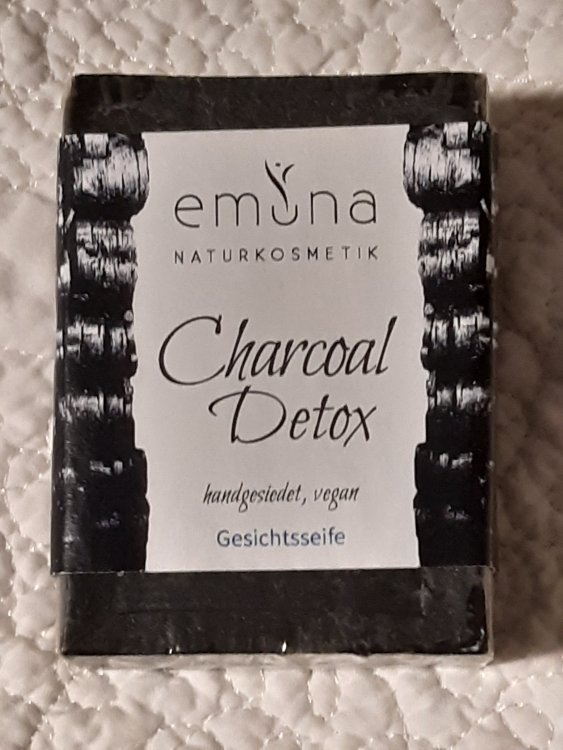 emuna
NATURKOSMETIK
Charcoal
Detox
handgesiedet, vegan
Gesichtsseife